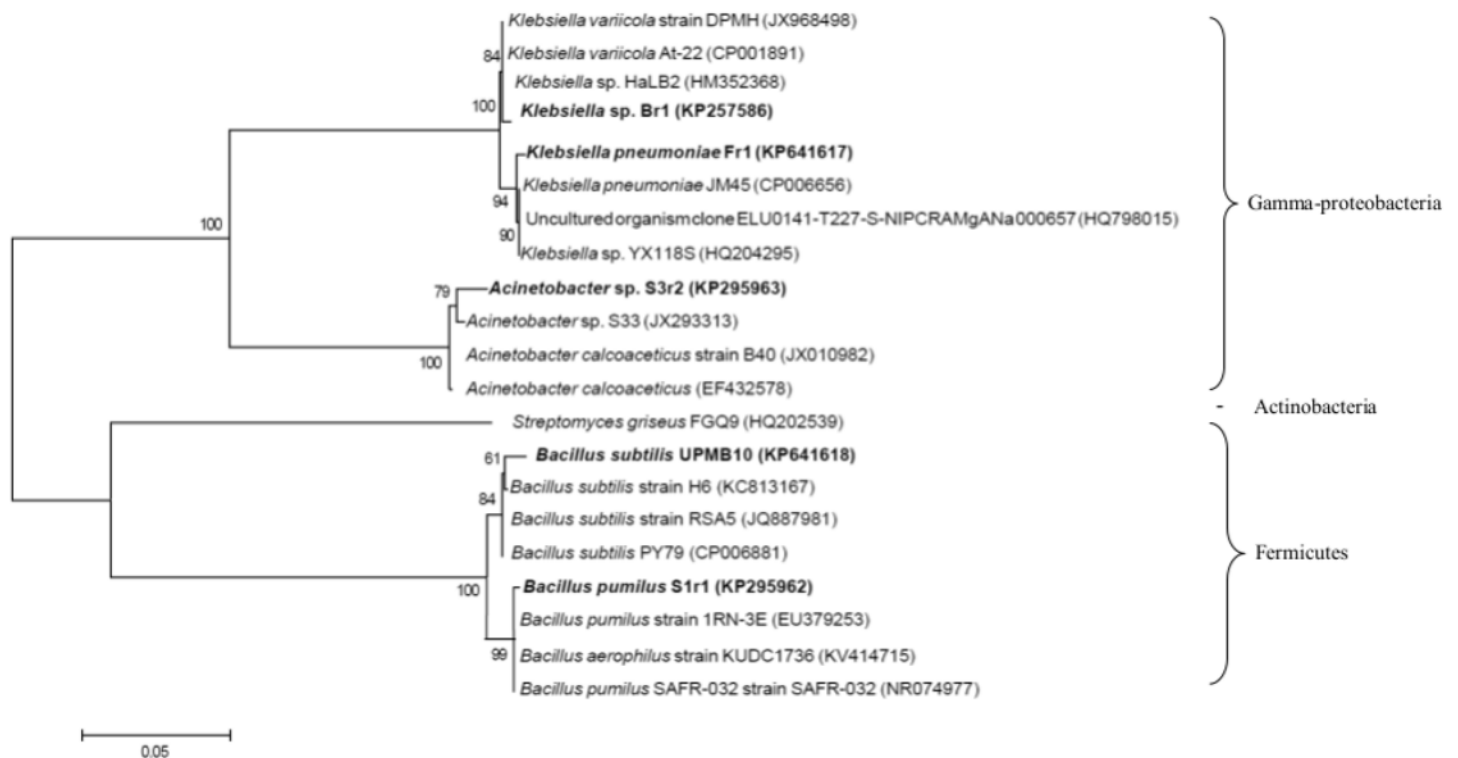 Klebsiella variicola strain DPMH (JX968498)
84
Klebsiella variicola At-22 (CP001891)
Klebsiella sp. HaLB2 (HM352368)
100
Klebsiella sp. Br1 (KP257586)
Klebsiella pneumoniae Fr1 (KP641617)
Klebsiella pneumoniae JM45 (CP006656)
94
Gamma-proteobacteria
100
Uncultured organism clone ELU0141-T227-S-NIPCRAMgANa000657 (HQ798015)
90
Klebsiella sp. YX118S (HQ204295)
79
Acinetobacter sp. S3r2 (KP295963)
Acinetobacter sp. S33 (JX293313)
100
Acinetobacter calcoaceticus strain B40 (JX010982)
Acinetobacter calcoaceticus (EF432578)
- Actinobacteria
Streptomyces griseus FGQ9 (HQ202539)
61
Bacillus subtilis UPMB10 (KP641618)
84
Bacillus subtilis strain H6 (KC813167)
Bacillus subtilis strain RSA5 (JQ887981)
Bacillus subtilis PY79 (CP006881)
Fermicutes
100
Bacillus pumilus S1r1 (KP295962)
Bacillus pumilus strain 1RN-3E (EU379253)
99
Bacillus aerophilus strain KUDC1736 (KV414715)
Bacillus pumilus SAFR-032 strain SAFR-032 (NR074977)
0.05